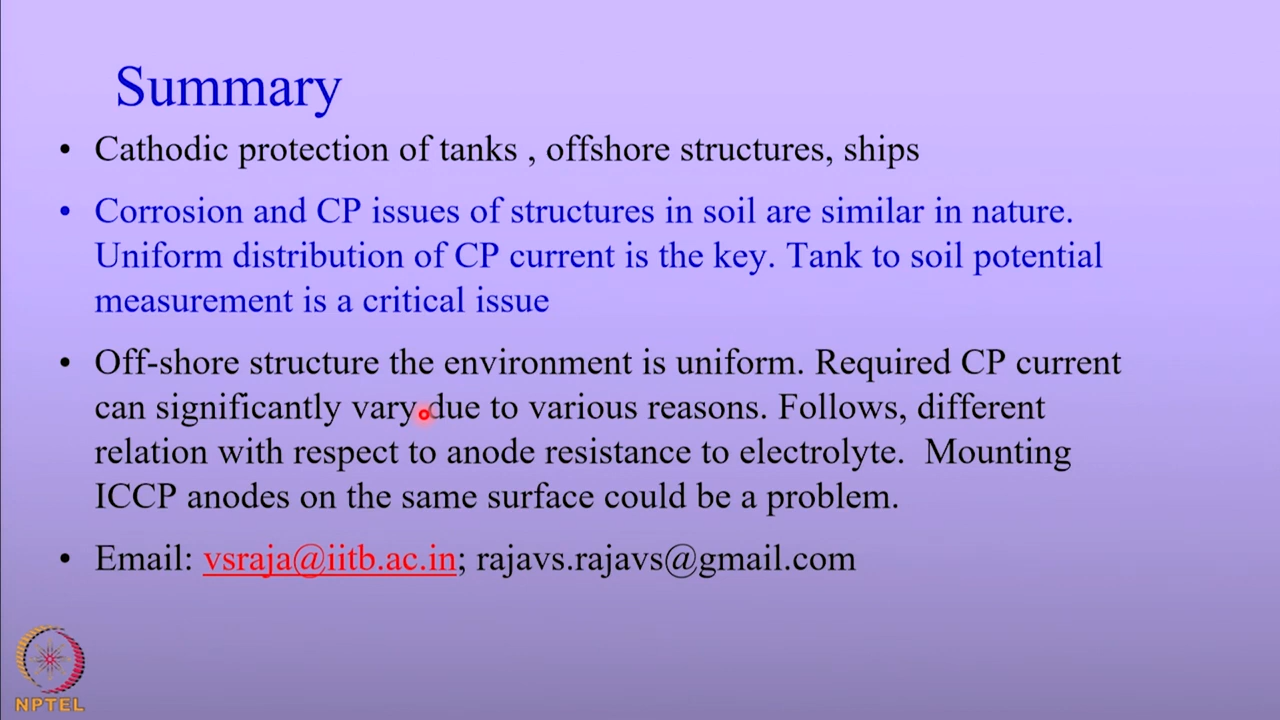 Summary
• Cathodic protection of tanks , offshore structures, ships
• Corrosion and CP issues of structures in soil are similar in nature.
Uniform distribution of CP current is the key. Tank to soil potential
measurement is a critical issue
• Off-shore structure the environment is uniform. Required CP current
can significantly vary due to various reasons. Follows, different
relation with respect to anode resistance to electrolyte. Mounting
ICCP anodes on the same surface could be a problem.
• Email: vsraja@iitb.ac.in; rajavs.rajavs@gmail.com
NPTEL